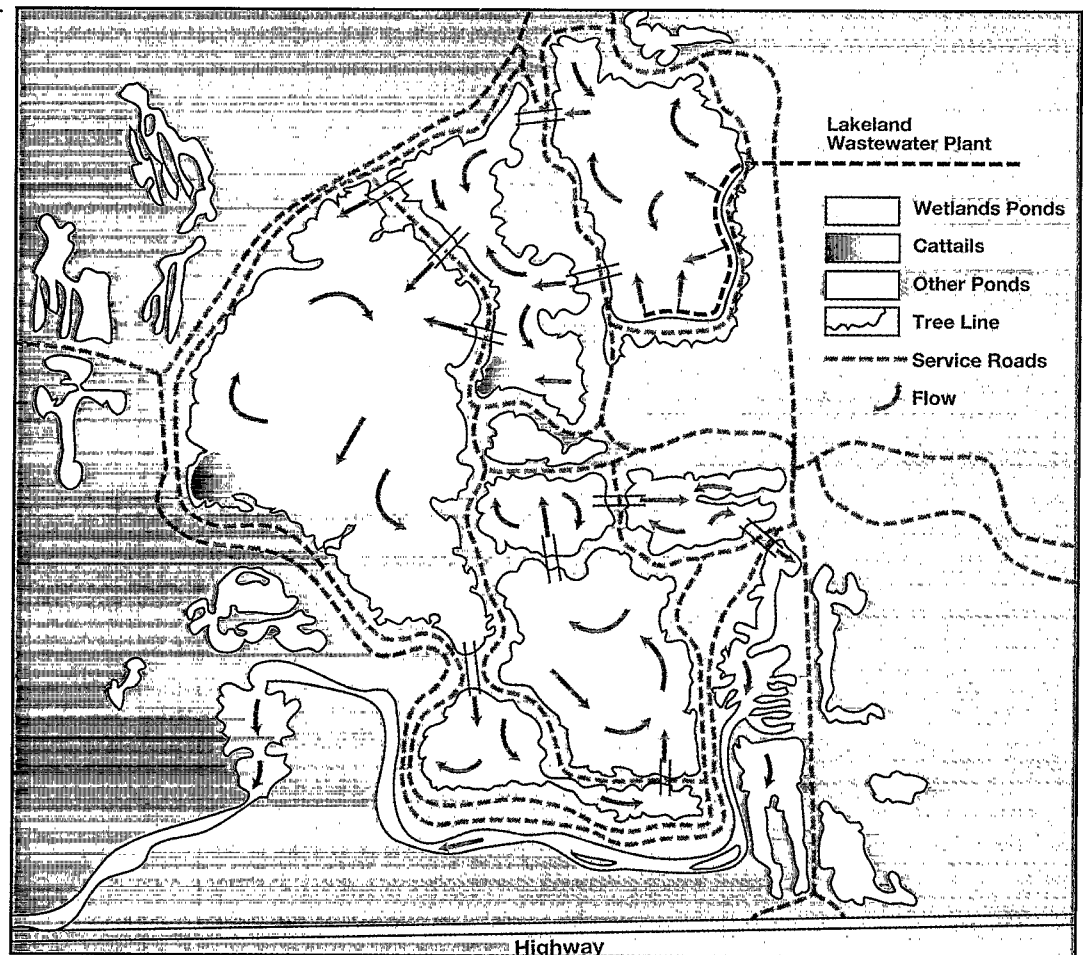 Lakeland
Wastewater Plant
Wetlands Ponds
Cattails
Other Ponds
Tree Line
Service Roads
Flow
Highway